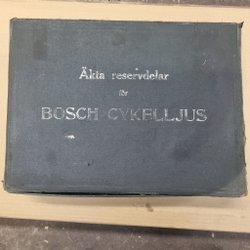 Äkta reservdelar
för
BOSCH-CYKELLJUS